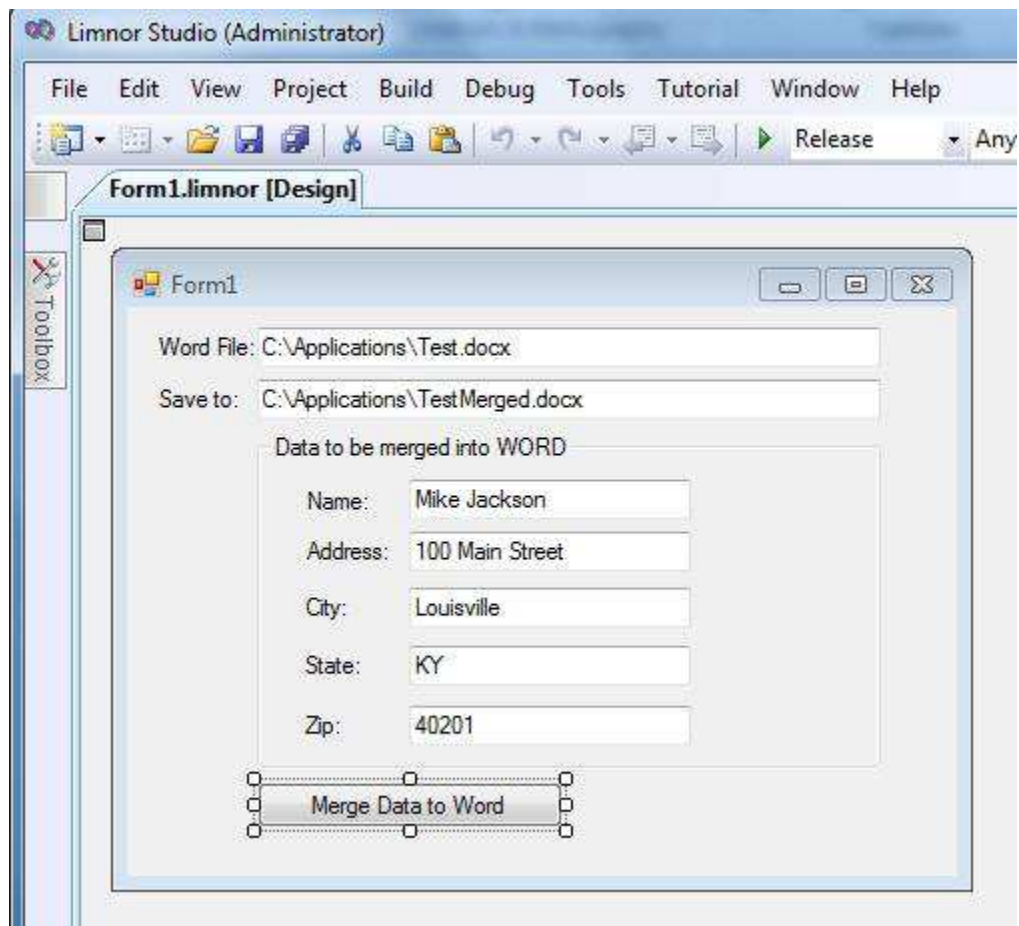 Limnor Studio (Administrator)
File Edit View Project Build Debug Tools Tutorial Window Help
Release Any
Form1.limnor [Design]
Toolbox
Form1
Word File: C:\Applications\Test.docx
Save to: C:\Applications\TestMerged.docx
Data to be merged into WORD
Name: Mike Jackson
Address: 100 Main Street
City: Louisville
State: KY
Zip: 40201
Merge Data to Word